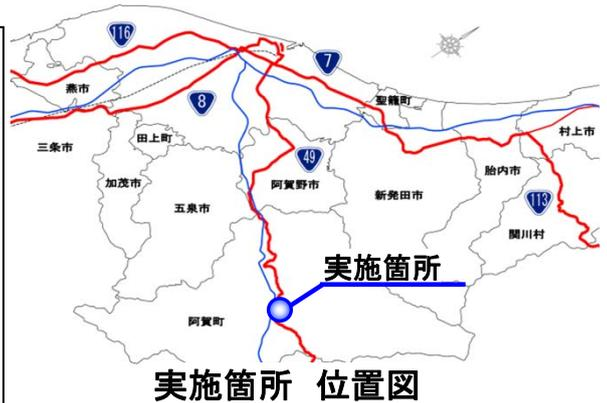 116
7
燕市
8
聖籠町
三条市
田上町
村上市
加茂市
49
阿賀野市
新発田市
胎内市
五泉市
113
関川村
実施箇所
阿賀町
実施箇所 位置図